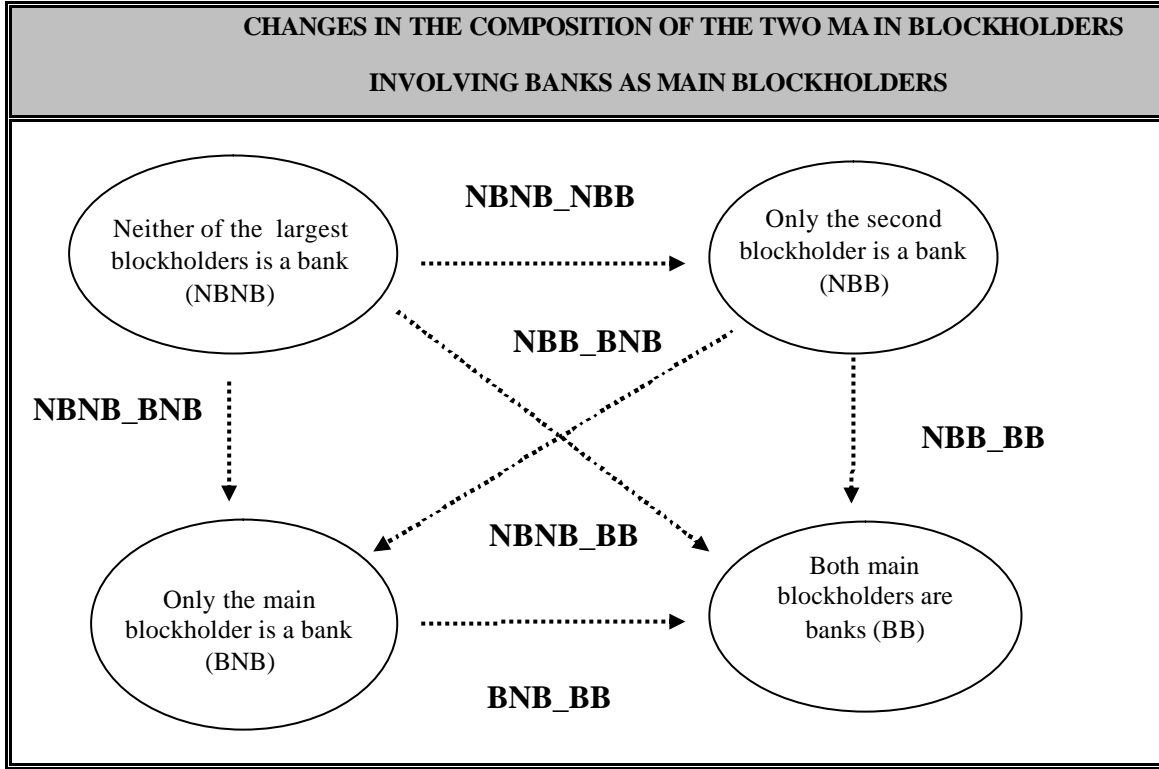 CHANGES IN THE COMPOSITION OF THE TWO MA IN BLOCKHOLDERS
INVOLVING BANKS AS MAIN BLOCKHOLDERS
NBNB_NBB
Neither of the largest
blockholders is a bank
(NBNB)
Only the second
blockholder is a bank
(NBB)
NBB_BNB
NBNB_BNB
NBB_BB
NBNB_BB
Only the main
blockholder is a bank
(BNB)
Both main
blockholders are
banks (BB)
BNB_BB